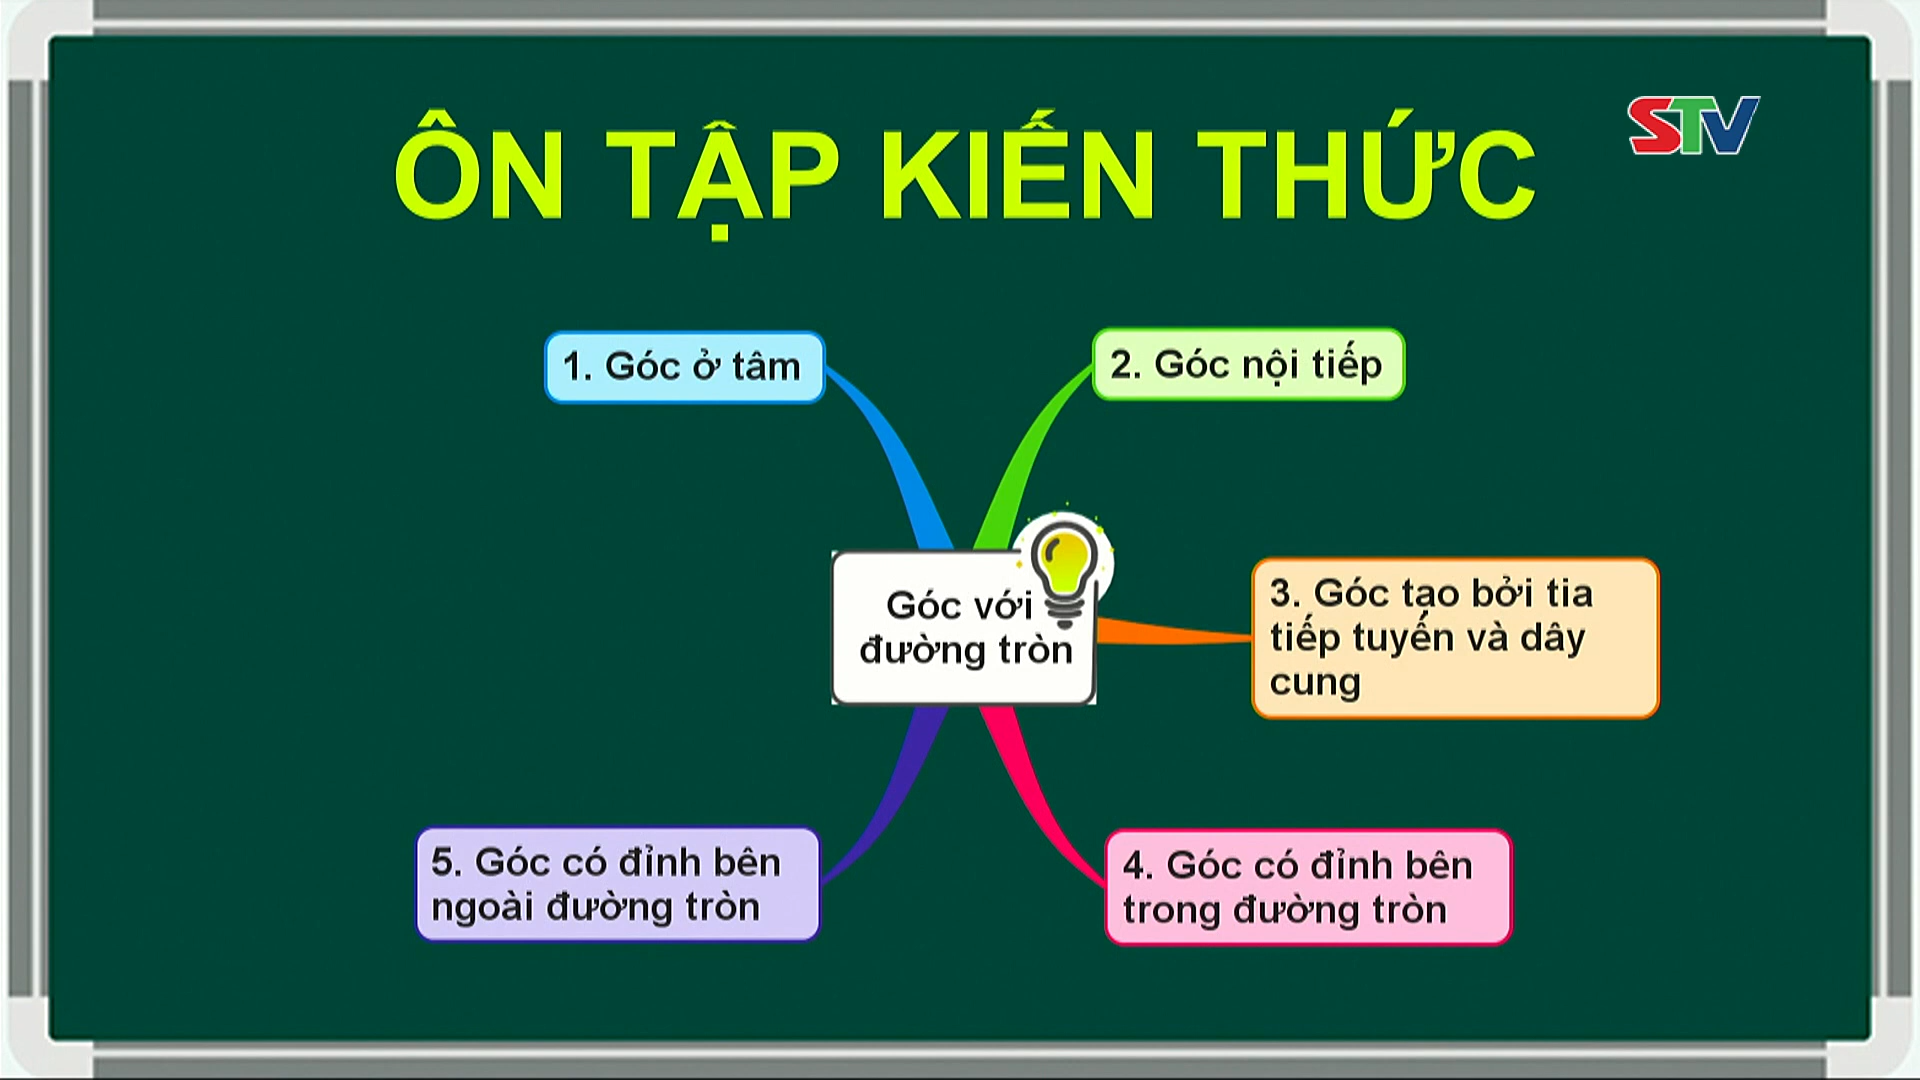 ÔN TẬP KIẾN THỨC
STV
1. Góc ở tâm
2. Góc nội tiếp
Góc với
đường tròn
3. Góc tạo bởi tia
tiếp tuyến và dây
cung
5. Góc có đỉnh bên
ngoài đường tròn
4. Góc có đỉnh bên
trong đường tròn